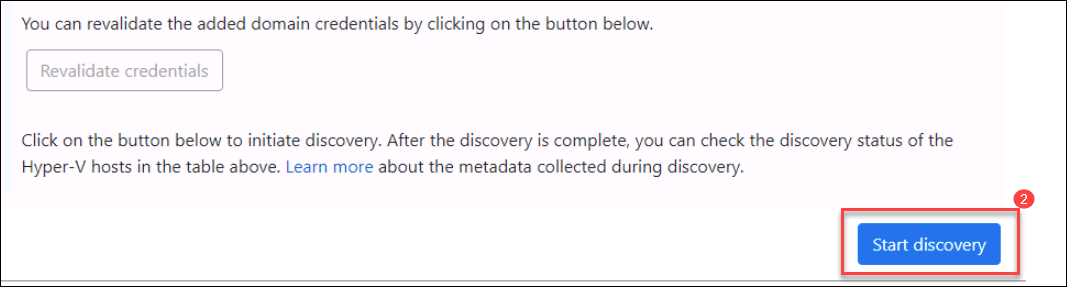 You can revalidate the added domain credentials by clicking on the button below.
Revalidate credentials
Click on the button below to initiate discovery. After the discovery is complete, you can check the discovery status of the
Hyper-V hosts in the table above. Learn more about the metadata collected during discovery.
2
Start discovery